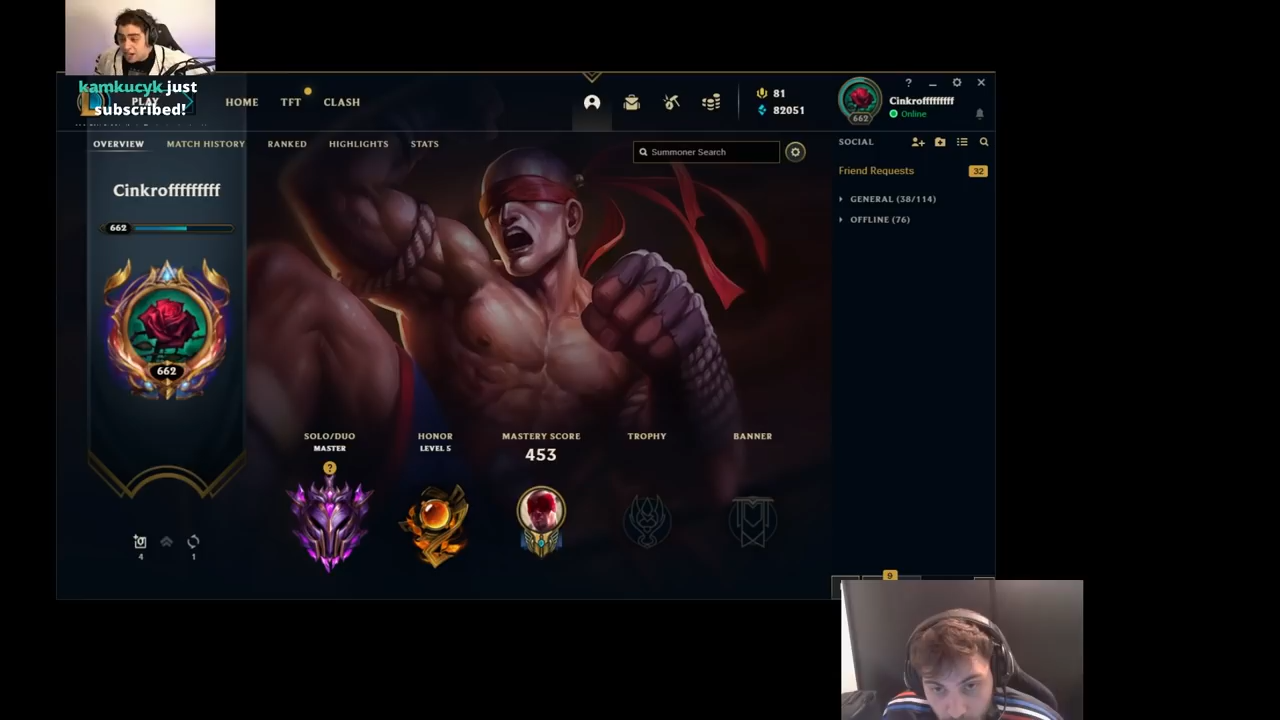 kamkucyk just
subscribed!
PLAY
HOME
TFT
CLASH
81
82051
?
Cinkrofffffffff
Online
662
OVERVIEW
MATCH HISTORY
RANKED
HIGHLIGHTS
STATS
Summoner Search
SOCIAL
Friend Requests
32
GENERAL (38/114)
OFFLINE (76)
Cinkrofffffffff
662
662
SOLO/DUO
MASTER
?
HONOR
LEVEL 5
MASTERY SCORE
453
TROPHY
BANNER
4
1
9